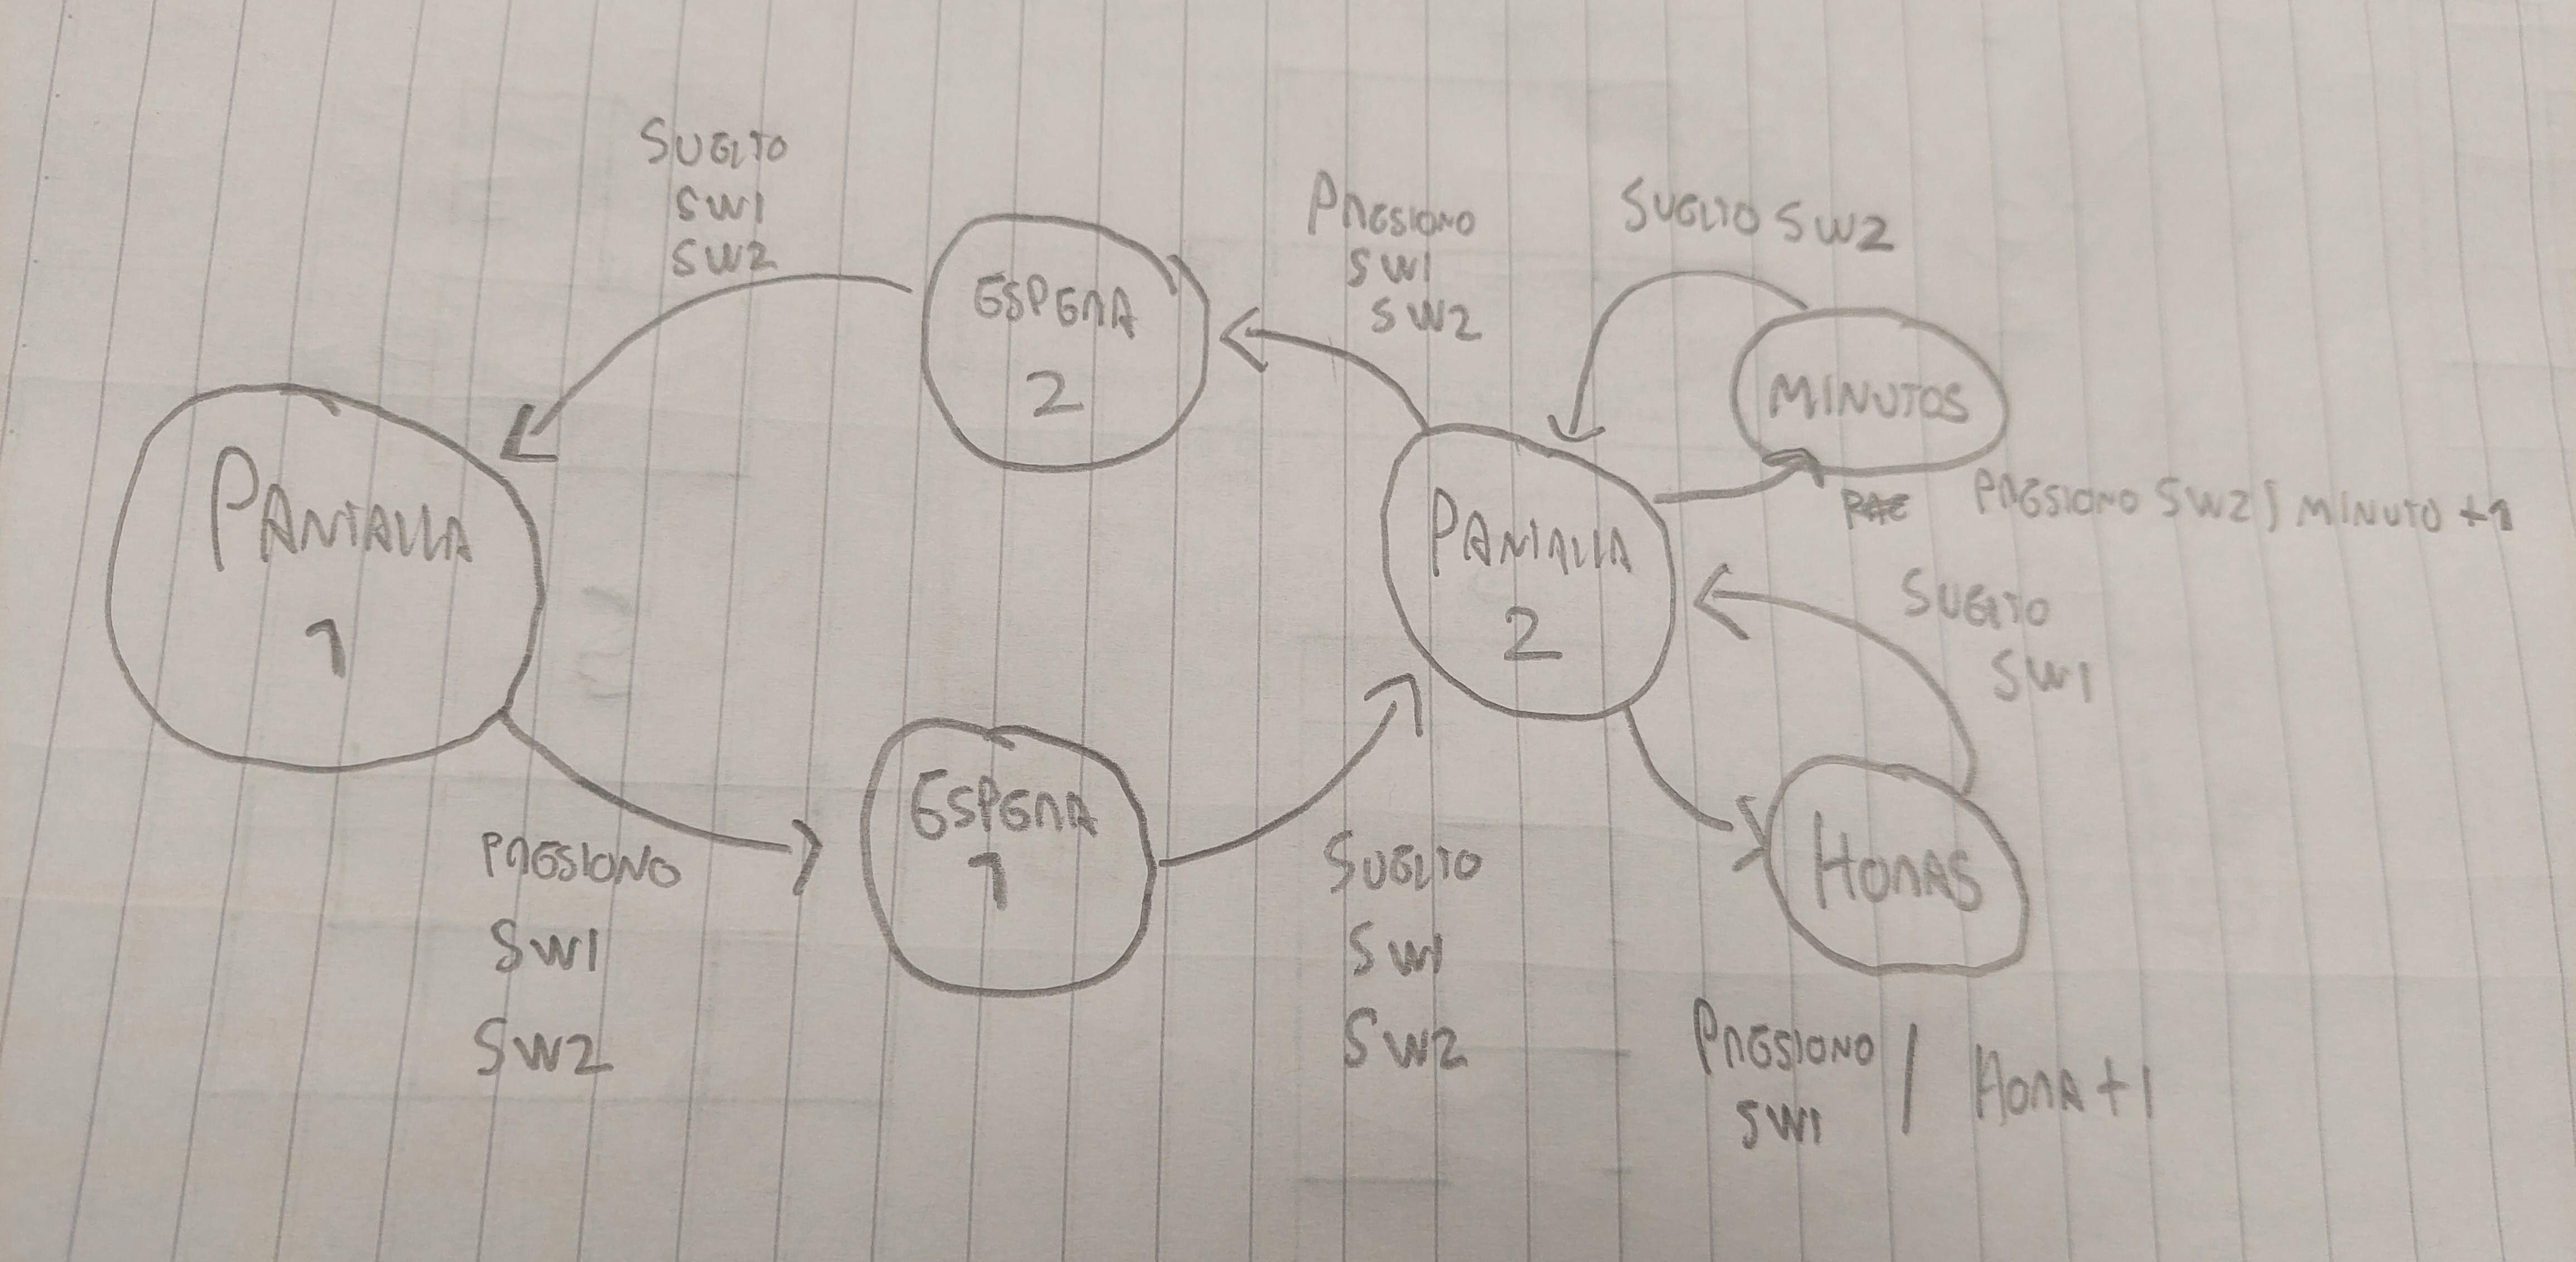 SUELTO
SW1
SW2
ESPERA
2
PRESIONO
SW1
SW2
SUELTO SW2
MINUTOS
PRESIONO SW2 / MINUTO +1
PANTALLA
1
PANTALLA
2
SUELTO
SW1
ESPERA
1
PRESIONO
SW1
SW2
SUELTO
SW1
SW2
HORAS
PRESIONO
SW1 / HORA +1